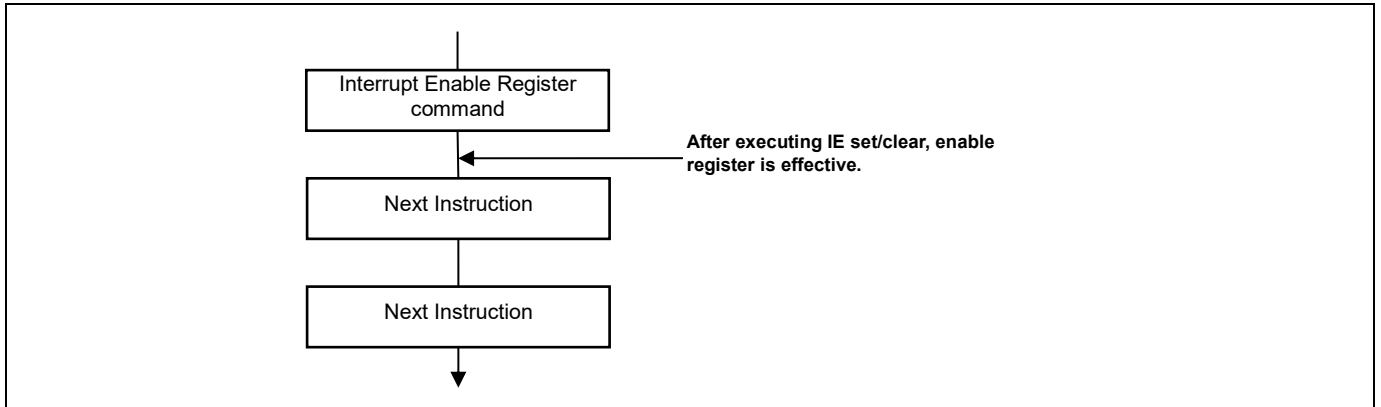 Interrupt Enable Register
command
After executing IE set/clear, enable
register is effective.
Next Instruction
Next Instruction